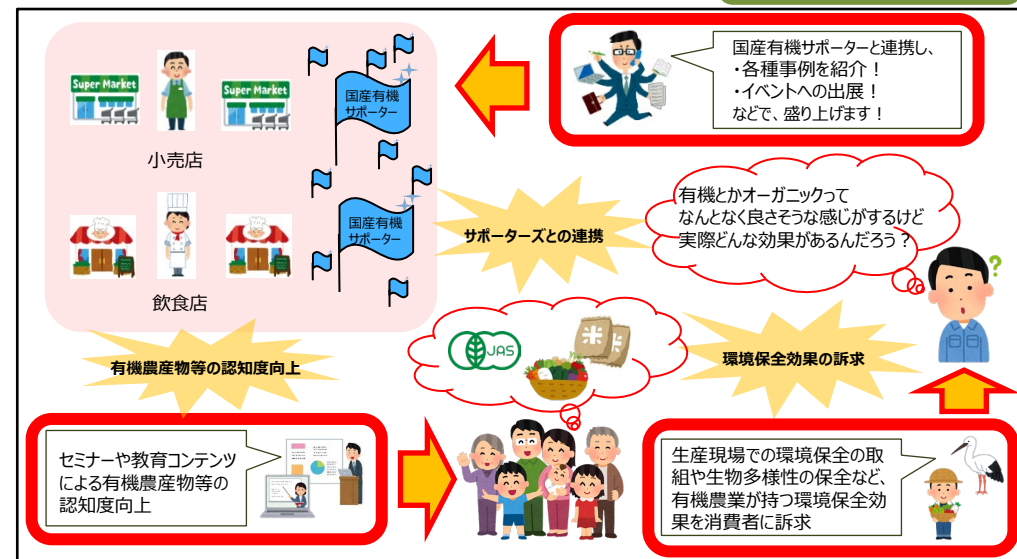 Super Market
Super Market
小売店
国産有機
サポーター
国産有機
サポーター
飲食店
国産有機サポーターと連携し、
・各種事例を紹介！
・イベントへの出展！
などで、盛り上げます！
サポーターズとの連携
有機とかオーガニックって
なんとなく良さそうな感じがするけど
実際どんな効果があるんだろう？
?
有機農産物等の認知度向上
JAS
米
米
環境保全効果の訴求
セミナーや教育コンテンツ
による有機農産物等の
認知度向上
生産現場での環境保全の取
組や生物多様性の保全など、
有機農業が持つ環境保全効
果を消費者に訴求